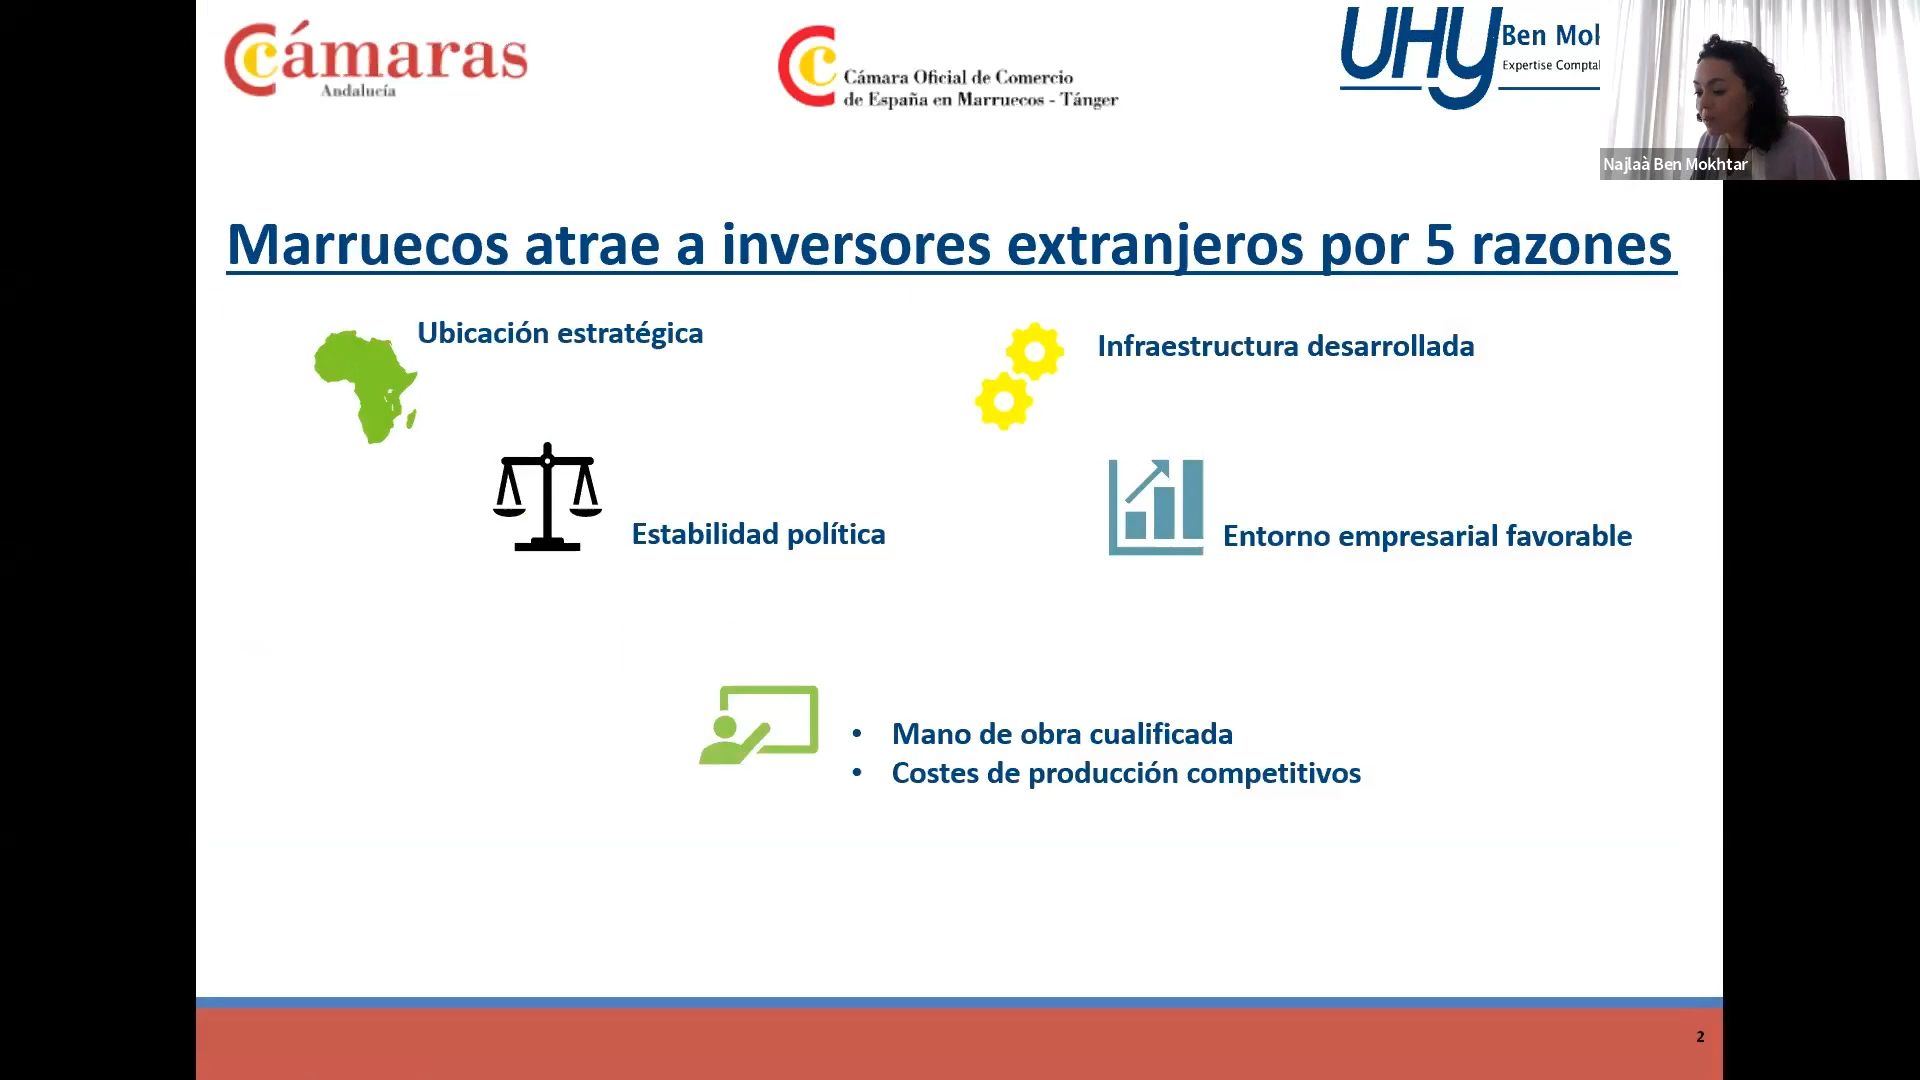 Cámaras
Andalucía
Cámara Oficial de Comercio
de España en Marruecos - Tánger
UHY Ben
Expertise
Najlaà Ben Mokhtar
Marruecos atrae a inversores extranjeros por 5 razones
Ubicación estratégica
Infraestructura desarrollada
Estabilidad política
Entorno empresarial favorable
• Mano de obra cualificada
• Costes de producción competitivos
2